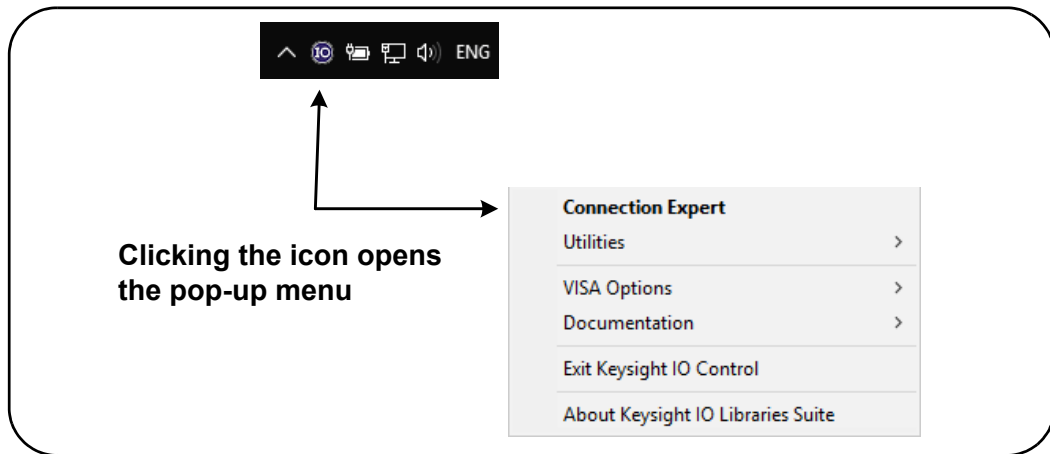 IO ENG
Clicking the icon opens
the pop-up menu
Connection Expert
Utilities
VISA Options
Documentation
Exit Keysight IO Control
About Keysight IO Libraries Suite